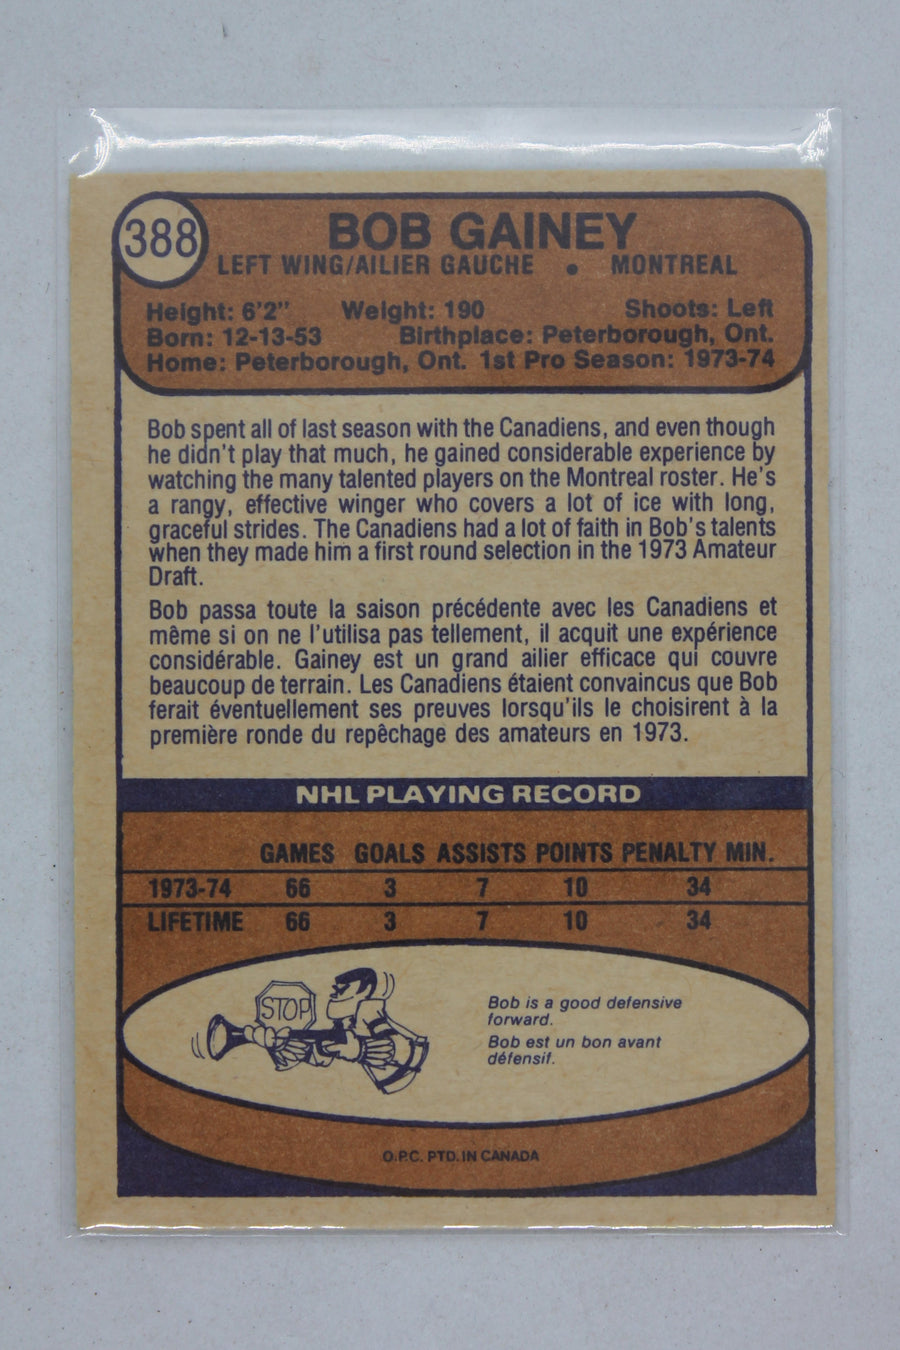 388
BOB GAINEY
LEFT WING/AILIER GAUCHE • MONTREAL
Height: 6'2" Weight: 190 Shoots: Left
Born: 12-13-53 Birthplace: Peterborough, Ont.
Home: Peterborough, Ont. 1st Pro Season: 1973-74
Bob spent all of last season with the Canadiens, and even though
he didn't play that much, he gained considerable experience by
watching the many talented players on the Montreal roster. He's
a rangy, effective winger who covers a lot of ice with long,
graceful strides. The Canadiens had a lot of faith in Bob's talents
when they made him a first round selection in the 1973 Amateur
Draft.
Bob passa toute la saison précédente avec les Canadiens et
même si on ne l'utilisa pas tellement, il acquit une expérience
considérable. Gainey est un grand ailier efficace qui couvre
beaucoup de terrain. Les Canadiens étaient convaincus que Bob
ferait éventuellement ses preuves lorsqu'ils le choisirent à la
première ronde du repêchage des amateurs en 1973.
NHL PLAYING RECORD
GAMES GOALS ASSISTS POINTS PENALTY MIN.
1973-74 66 3 7 10 34
LIFETIME 66 3 7 10 34
STOP
Bob is a good defensive
forward.
Bob est un bon avant
défensif.
O.P.C. PTD. IN CANADA